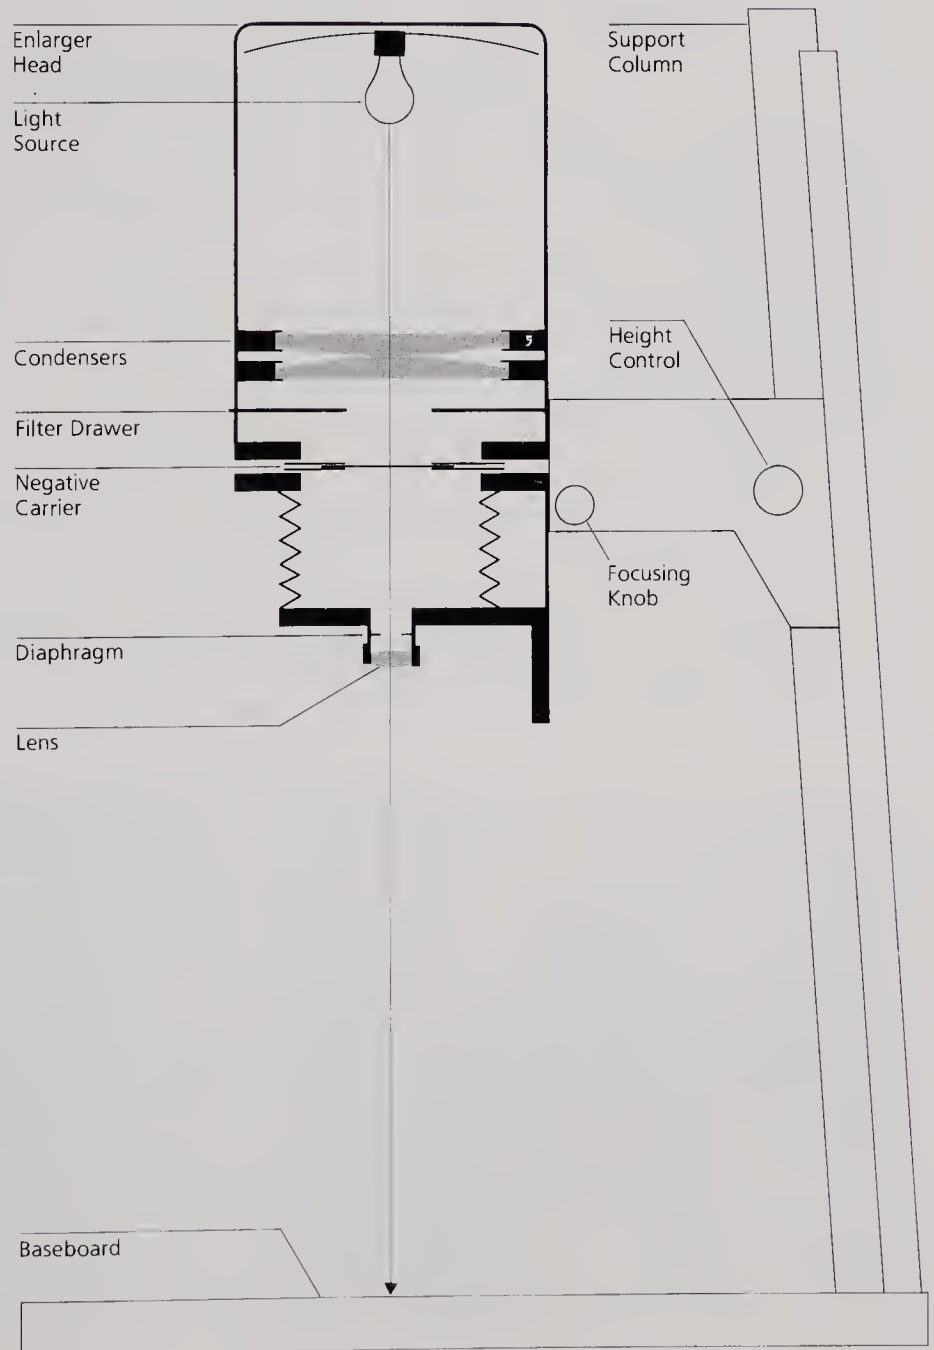 Enlarger
Head
Support
Column
Light
Source
Height
Control
Condensers
Filter Drawer
Negative
Carrier
Focusing
Knob
Diaphragm
Lens
Baseboard